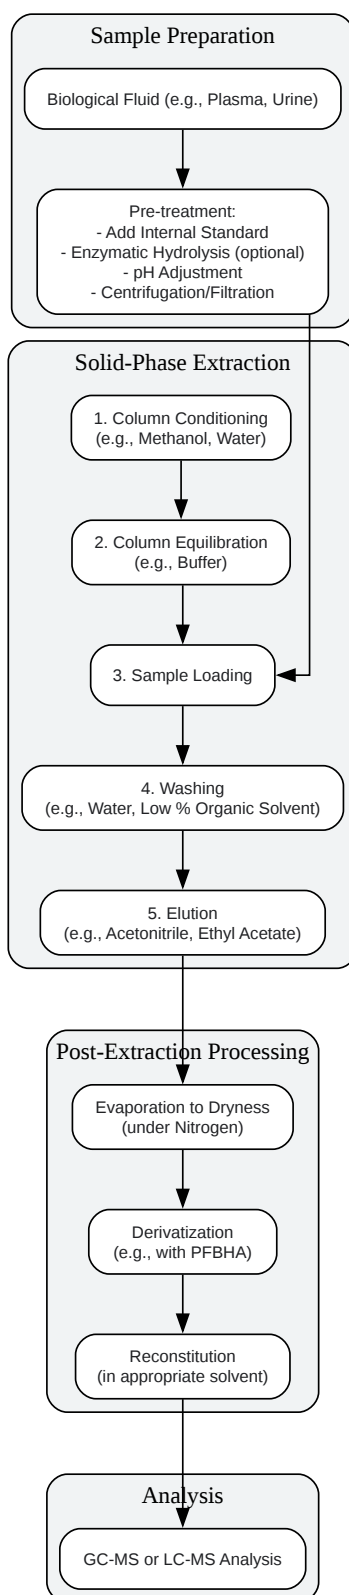 Sample Preparation
Biological Fluid (e.g., Plasma, Urine)
Pre-treatment:
- Add Internal Standard
- Enzymatic Hydrolysis (optional)
- pH Adjustment
- Centrifugation/Filtration
Solid-Phase Extraction
1. Column Conditioning
(e.g., Methanol, Water)
2. Column Equilibration
(e.g., Buffer)
3. Sample Loading
4. Washing
(e.g., Water, Low % Organic Solvent)
5. Elution
(e.g., Acetonitrile, Ethyl Acetate)
Post-Extraction Processing
Evaporation to Dryness
(under Nitrogen)
Derivatization
(e.g., with PFBHA)
Reconstitution
(in appropriate solvent)
Analysis
GC-MS or LC-MS Analysis